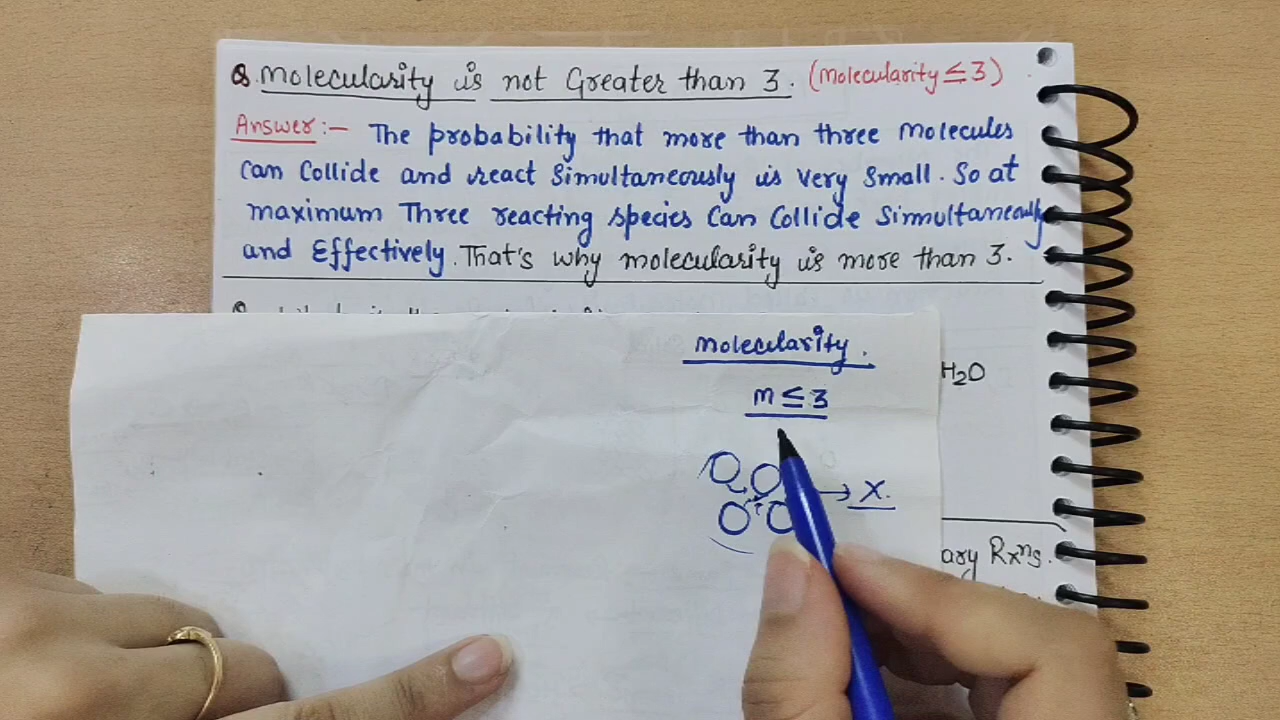 Q. Molecularity is not Greater than 3. (Molecularity ≤ 3)
Answer:- The probability that more than three Molecules
Can Collide and react Simultaneously is very Small. So at
maximum Three reacting species Can Collide Simultaneously
and Effectively. That's why molecularity is more than 3.
Molecularity.
m ≤ 3
→ X.
H₂O
Rxⁿs.